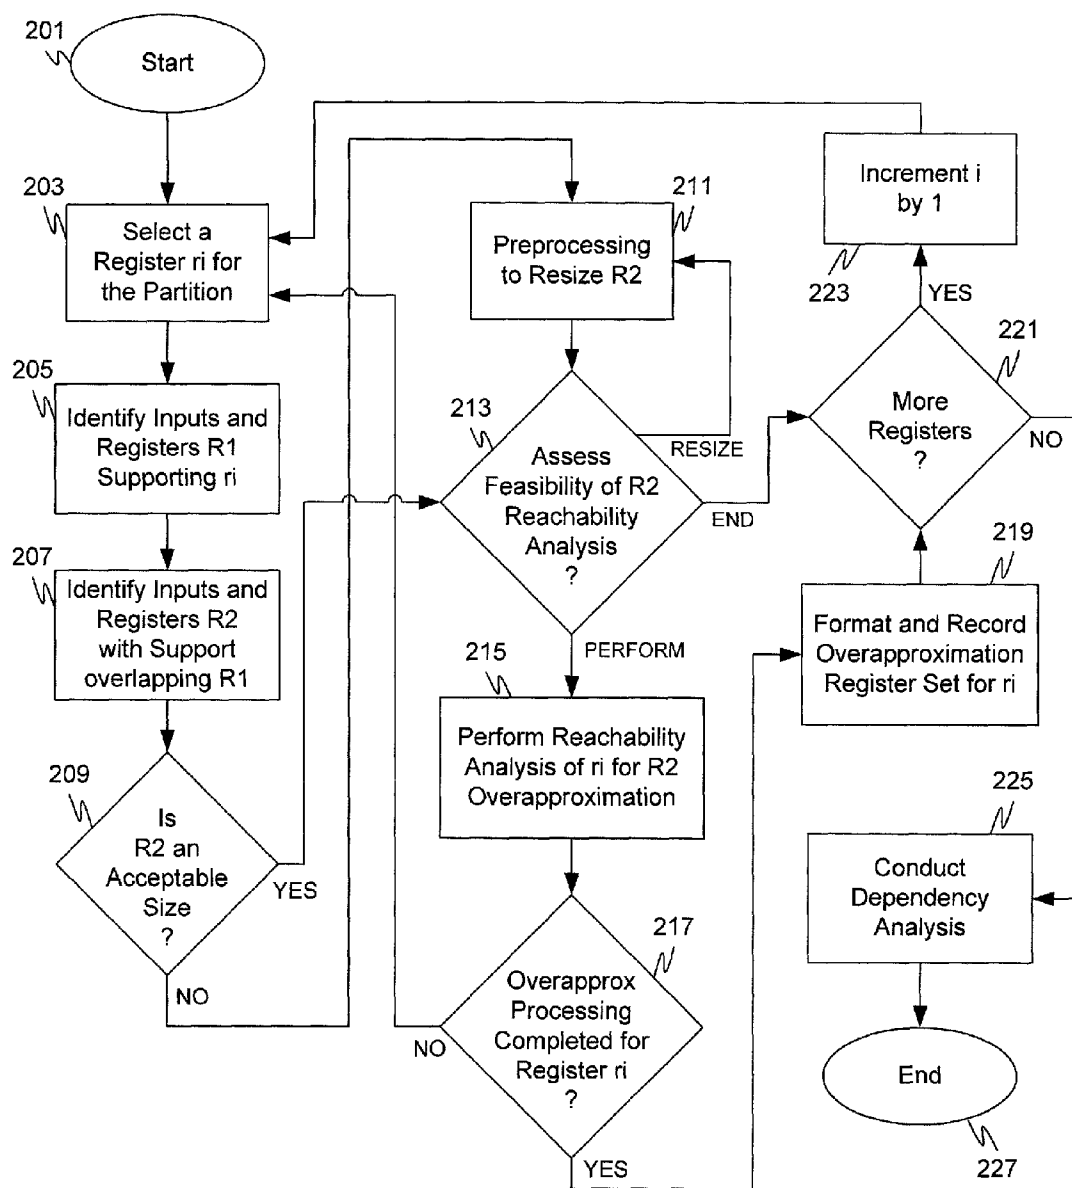 201
Start
203
Select a
Register ri for
the Partition
205
Identify Inputs and
Registers R1
Supporting ri
207
Identify Inputs and
Registers R2
with Support
overlapping R1
209
Is
R2 an
Acceptable
Size
?
YES
NO
211
Preprocessing
to Resize R2
213
Assess
Feasibility of R2
Reachability
Analysis
?
RESIZE
END
PERFORM
215
Perform Reachability
Analysis of ri for R2
Overapproximation
217
Overapprox
Processing
Completed for
Register ri
?
NO
YES
Increment i
by 1
223
YES
221
More
Registers
?
NO
219
Format and Record
Overapproximation
Register Set for ri
225
Conduct
Dependency
Analysis
End
227